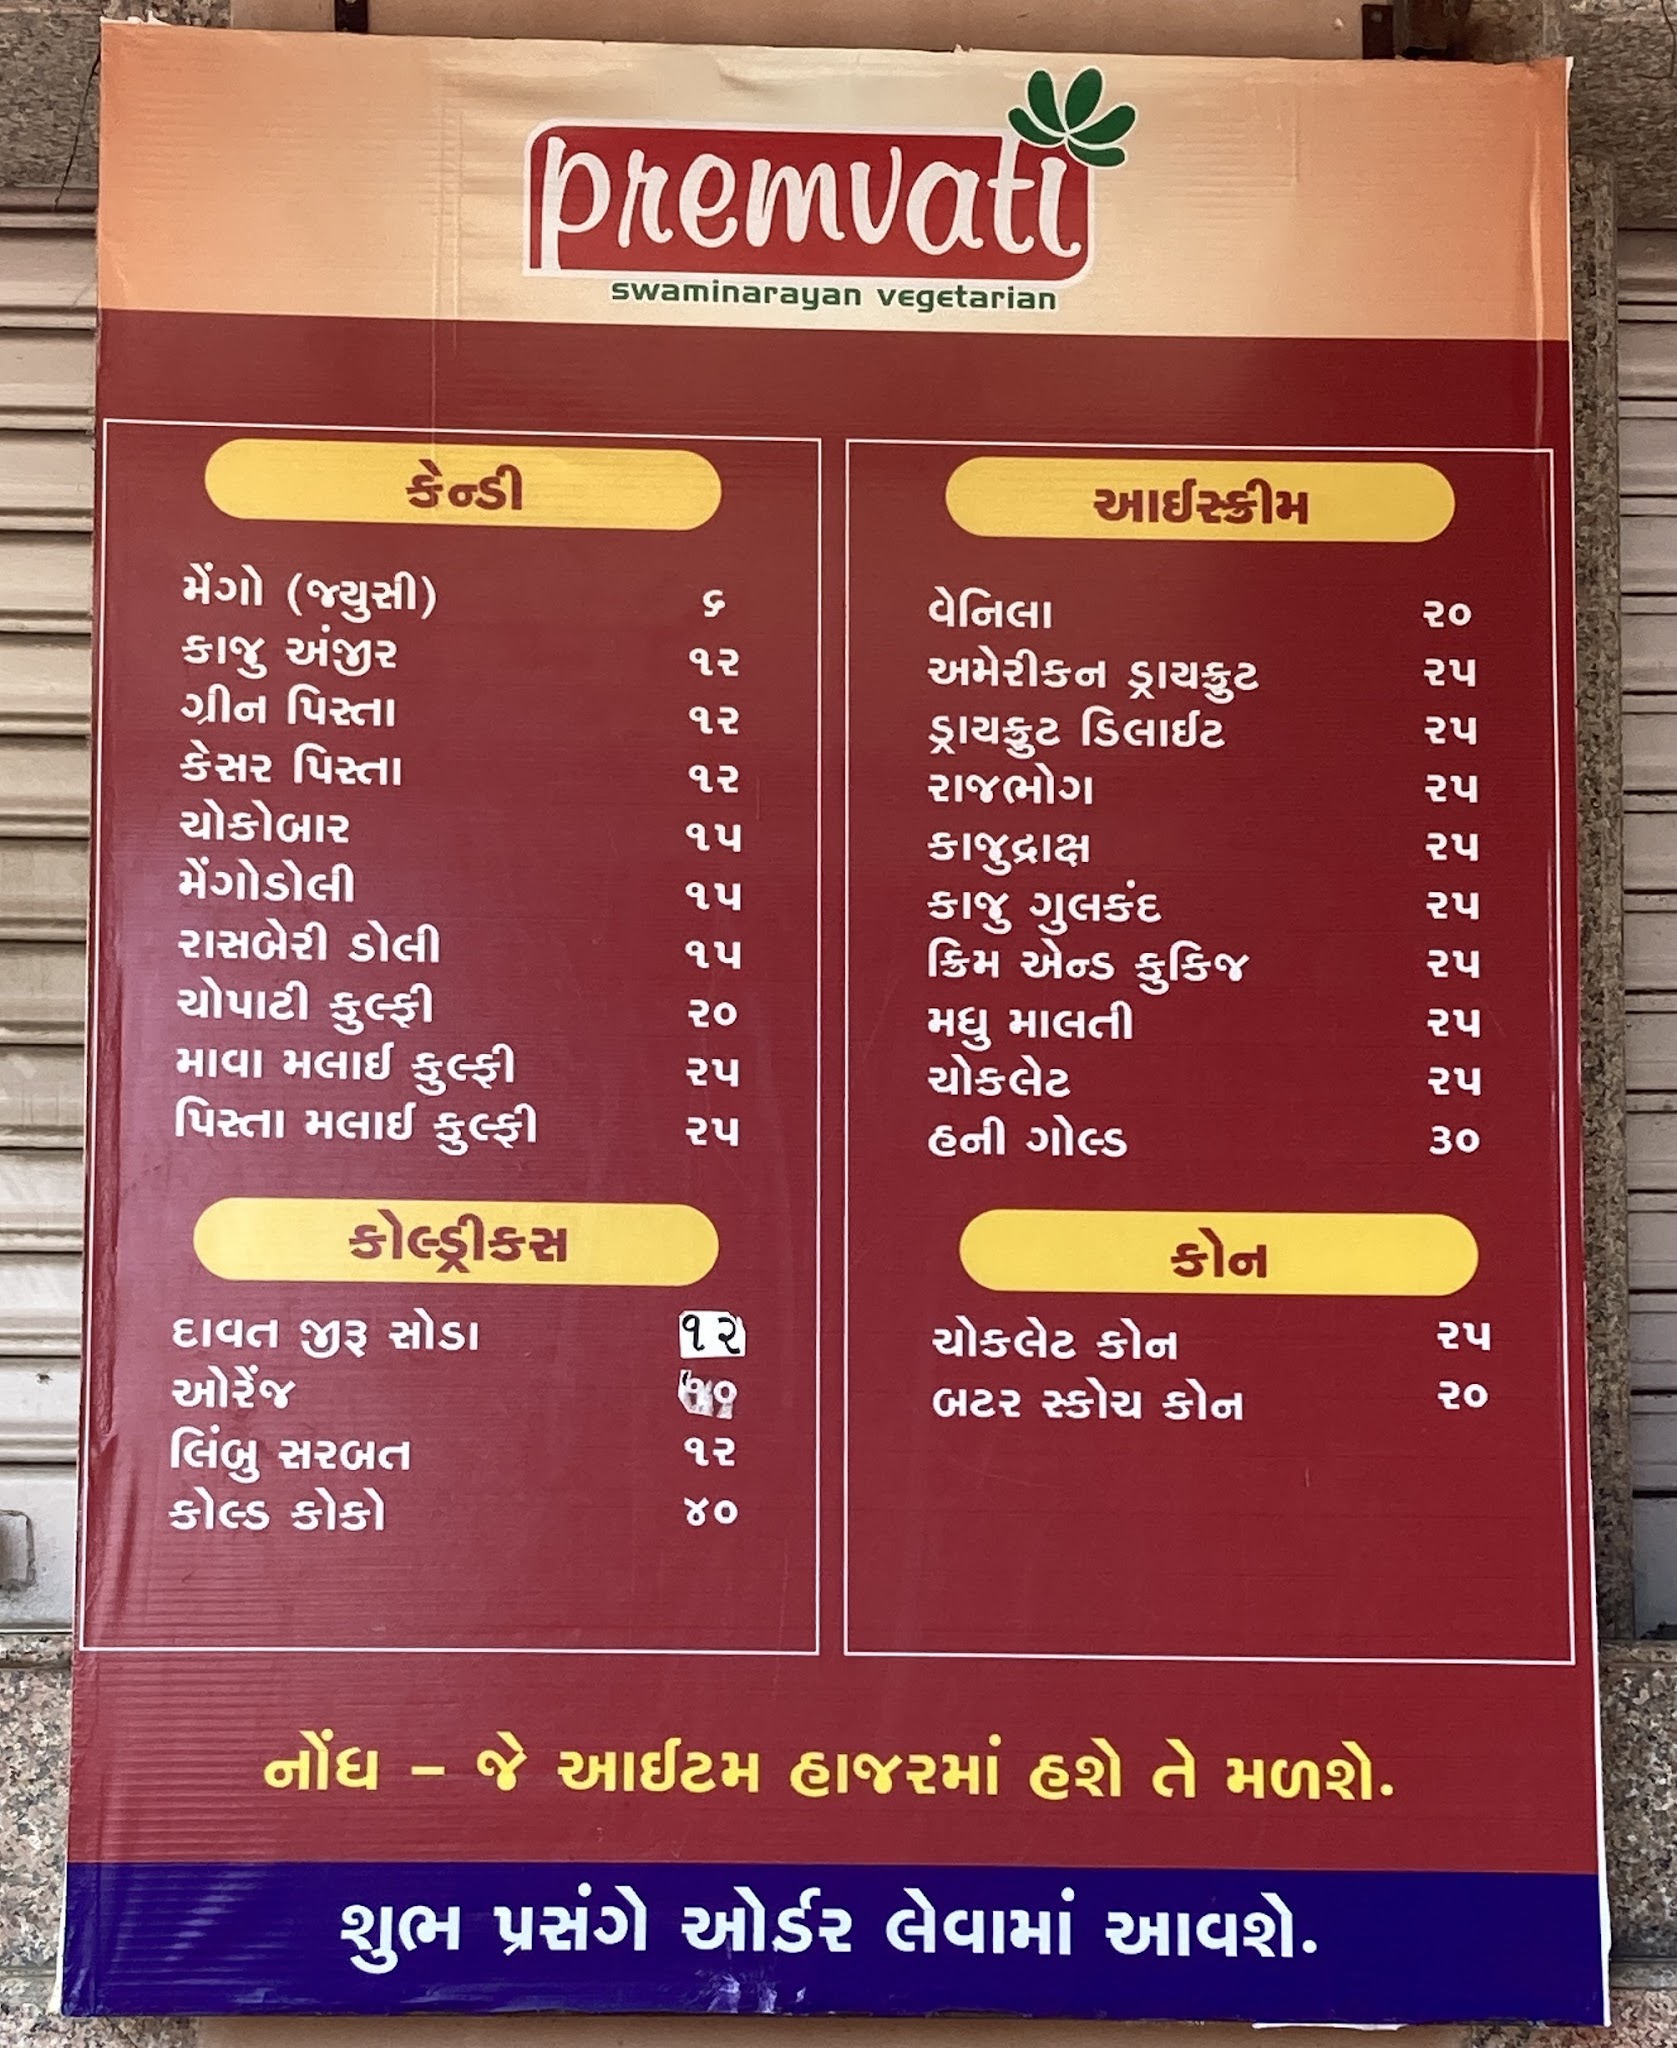 premvati
swaminarayan vegetarian
કેન્ડી
મેંગો (જ્યુસી) ૬
કાજુ અંજીર ૧૨
ગ્રીન પિસ્તા ૧૨
કેસર પિસ્તા ૧૨
ચોકોબાર ૧૫
મેંગોડોલી ૧૫
રાસબેરી ડોલી ૧૫
ચોપાટી કુલ્ફી ૨૦
માવા મલાઈ કુલ્ફી ૨૫
પિસ્તા મલાઈ કુલ્ફી ૨૫
કોલ્ડ્રીકસ
દાવત જીરૂ સોડા ૧૨
ઓરેંજ ૧૦
લિંબુ સરબત ૧૨
કોલ્ડ કોકો ૪૦
આઈસ્ક્રીમ
વેનિલા ૨૦
અમેરીકન ડ્રાયફ્રુટ ૨૫
ડ્રાયફ્રુટ ડિલાઈટ ૨૫
રાજભોગ ૨૫
કાજુદ્રાક્ષ ૨૫
કાજુ ગુલકંદ ૨૫
ક્રિમ એન્ડ કુકિજ ૨૫
મધુ માલતી ૨૫
ચોકલેટ ૨૫
હની ગોલ્ડ ૩૦
કોન
ચોકલેટ કોન ૨૫
બટર સ્કોચ કોન ૨૦
નોંધ – જે આઈટમ હાજરમાં હશે તે મળશે.
શુભ પ્રસંગે ઓર્ડર લેવામાં આવશે.